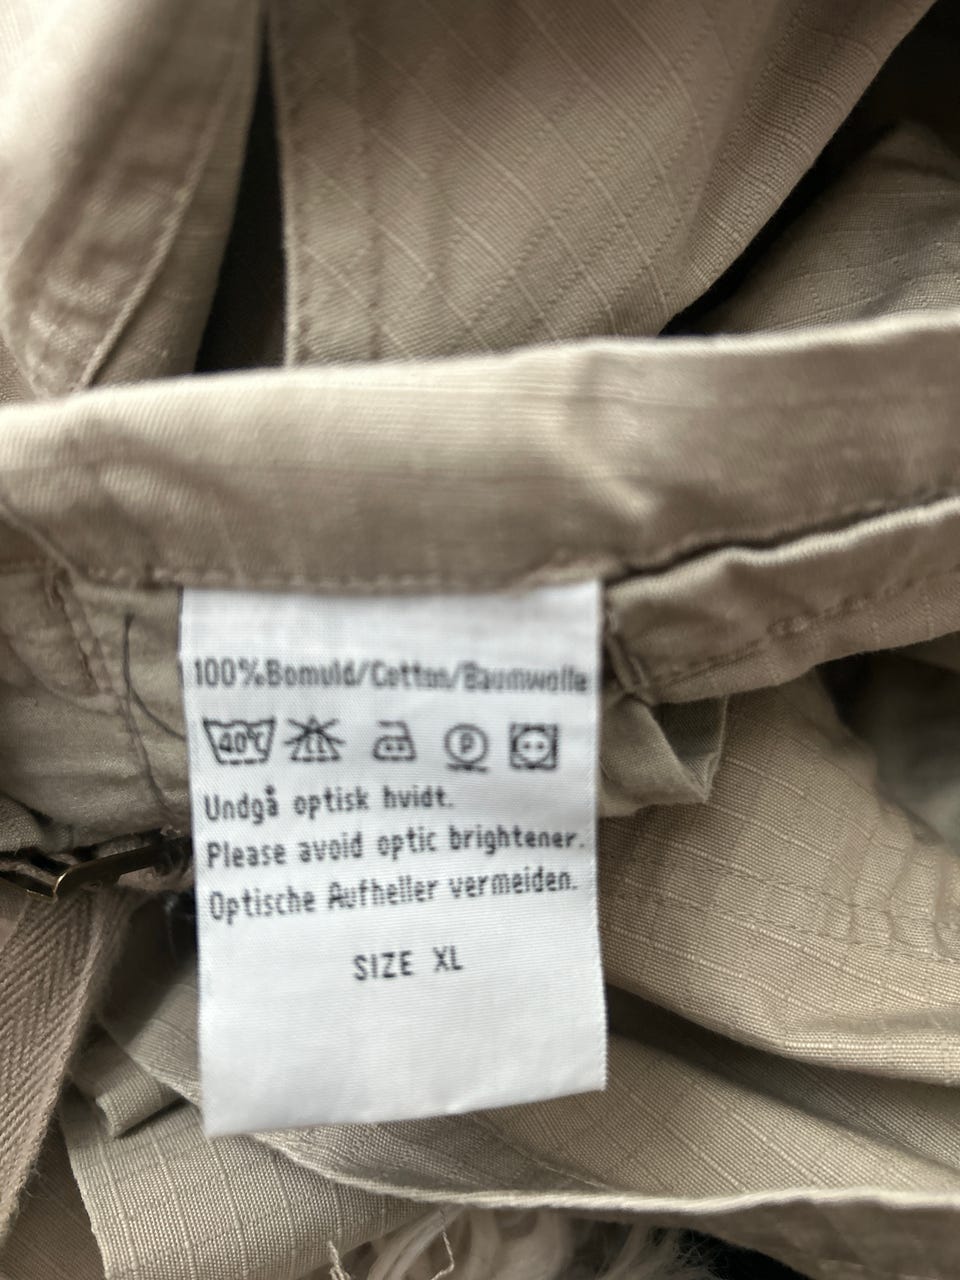 100%Bomuld/Cotton/Baumwolle
40°C P
Undgå optisk hvidt.
Please avoid optic brightener.
Optische Aufheller vermeiden.
SIZE XL